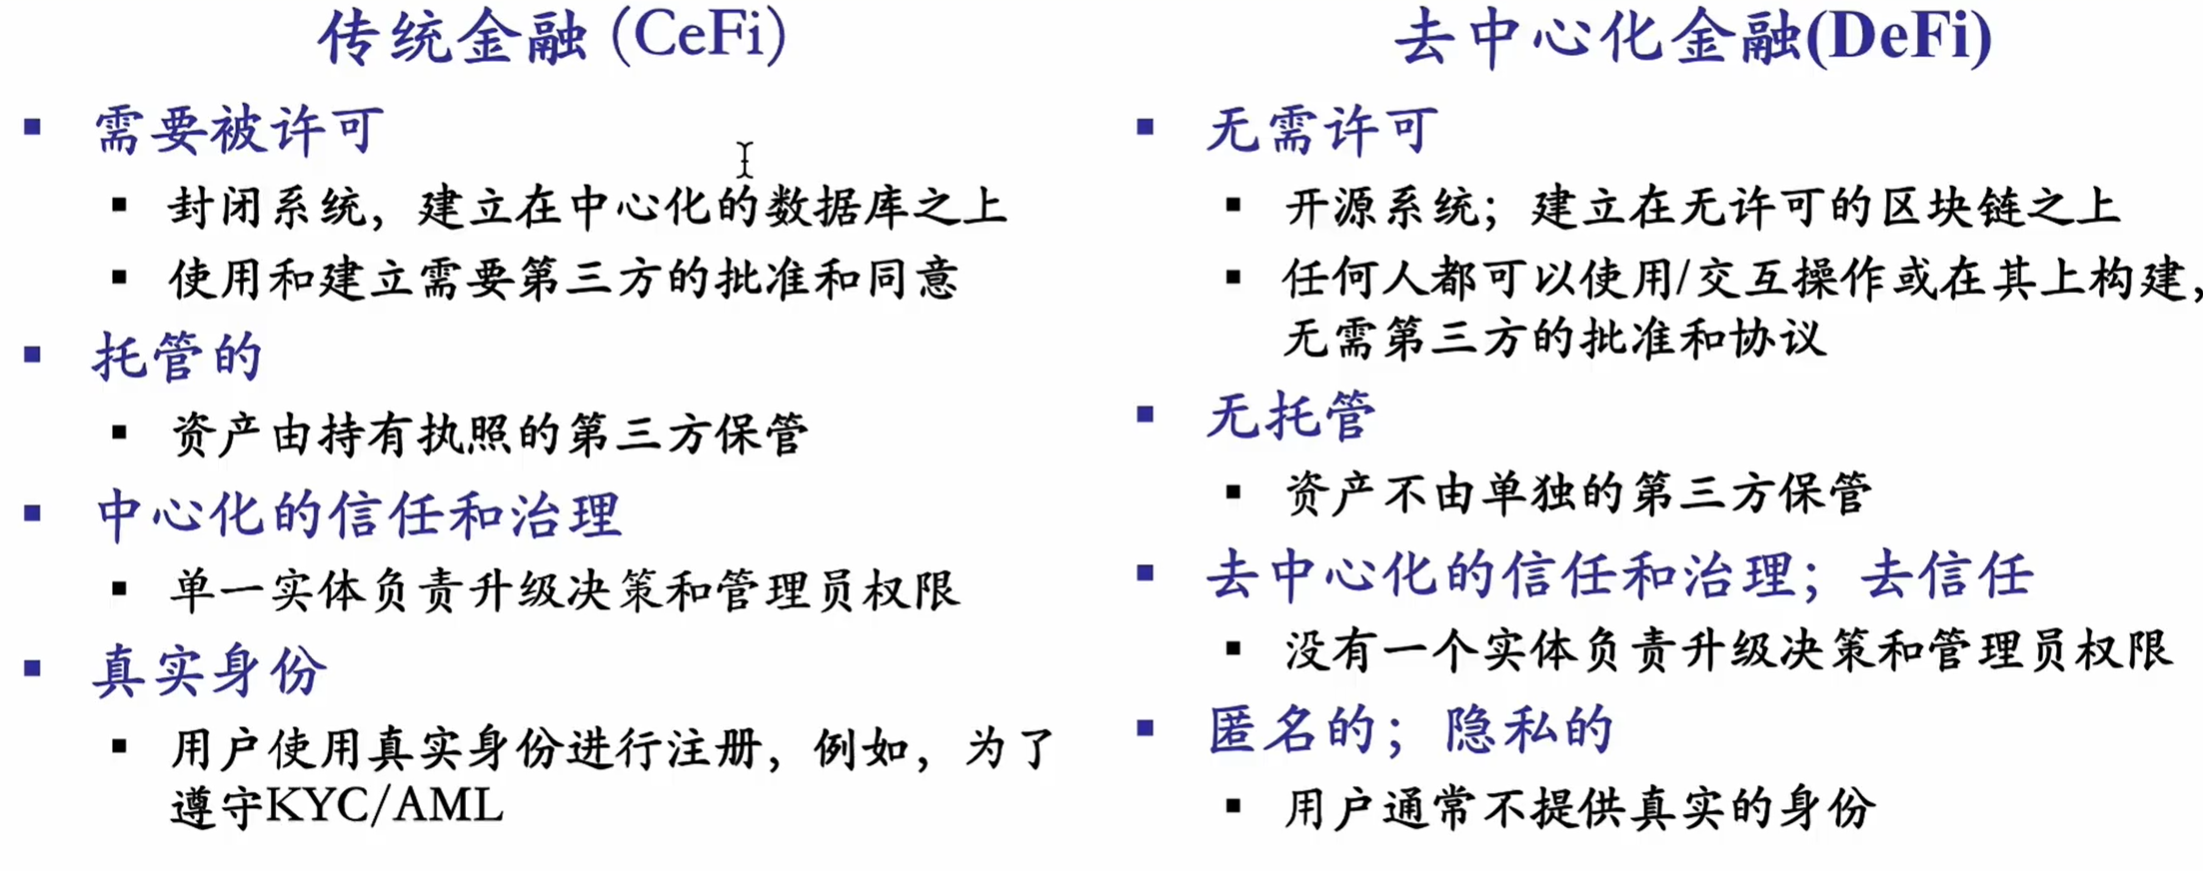 传统金融 (CeFi)
需要被许可
封闭系统，建立在中心化的数据库之上
使用和建立需要第三方的批准和同意
托管的
资产由持有执照的第三方保管
中心化的信任和治理
单一实体负责升级决策和管理员权限
真实身份
用户使用真实身份进行注册，例如，为了
遵守KYC/AML
去中心化金融(DeFi)
无需许可
开源系统；建立在无许可的区块链之上
任何人都可以使用/交互操作或在其上构建，
无需第三方的批准和协议
无托管
资产不由单独的第三方保管
去中心化的信任和治理；去信任
没有一个实体负责升级决策和管理员权限
匿名的；隐私的
用户通常不提供真实的身份